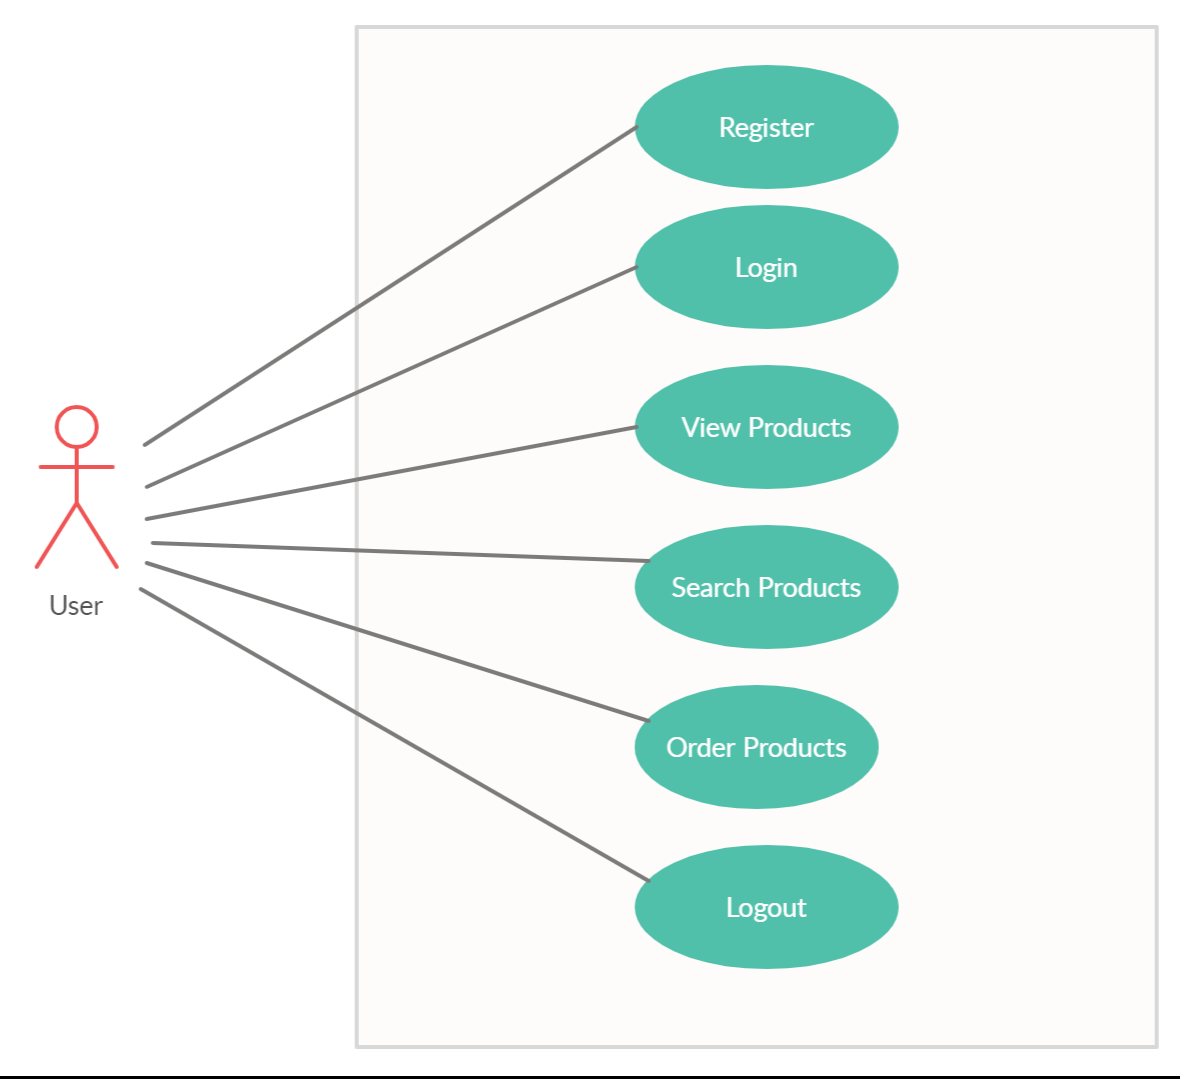 Register
Login
View Products
Search Products
User
Order Products
Logout